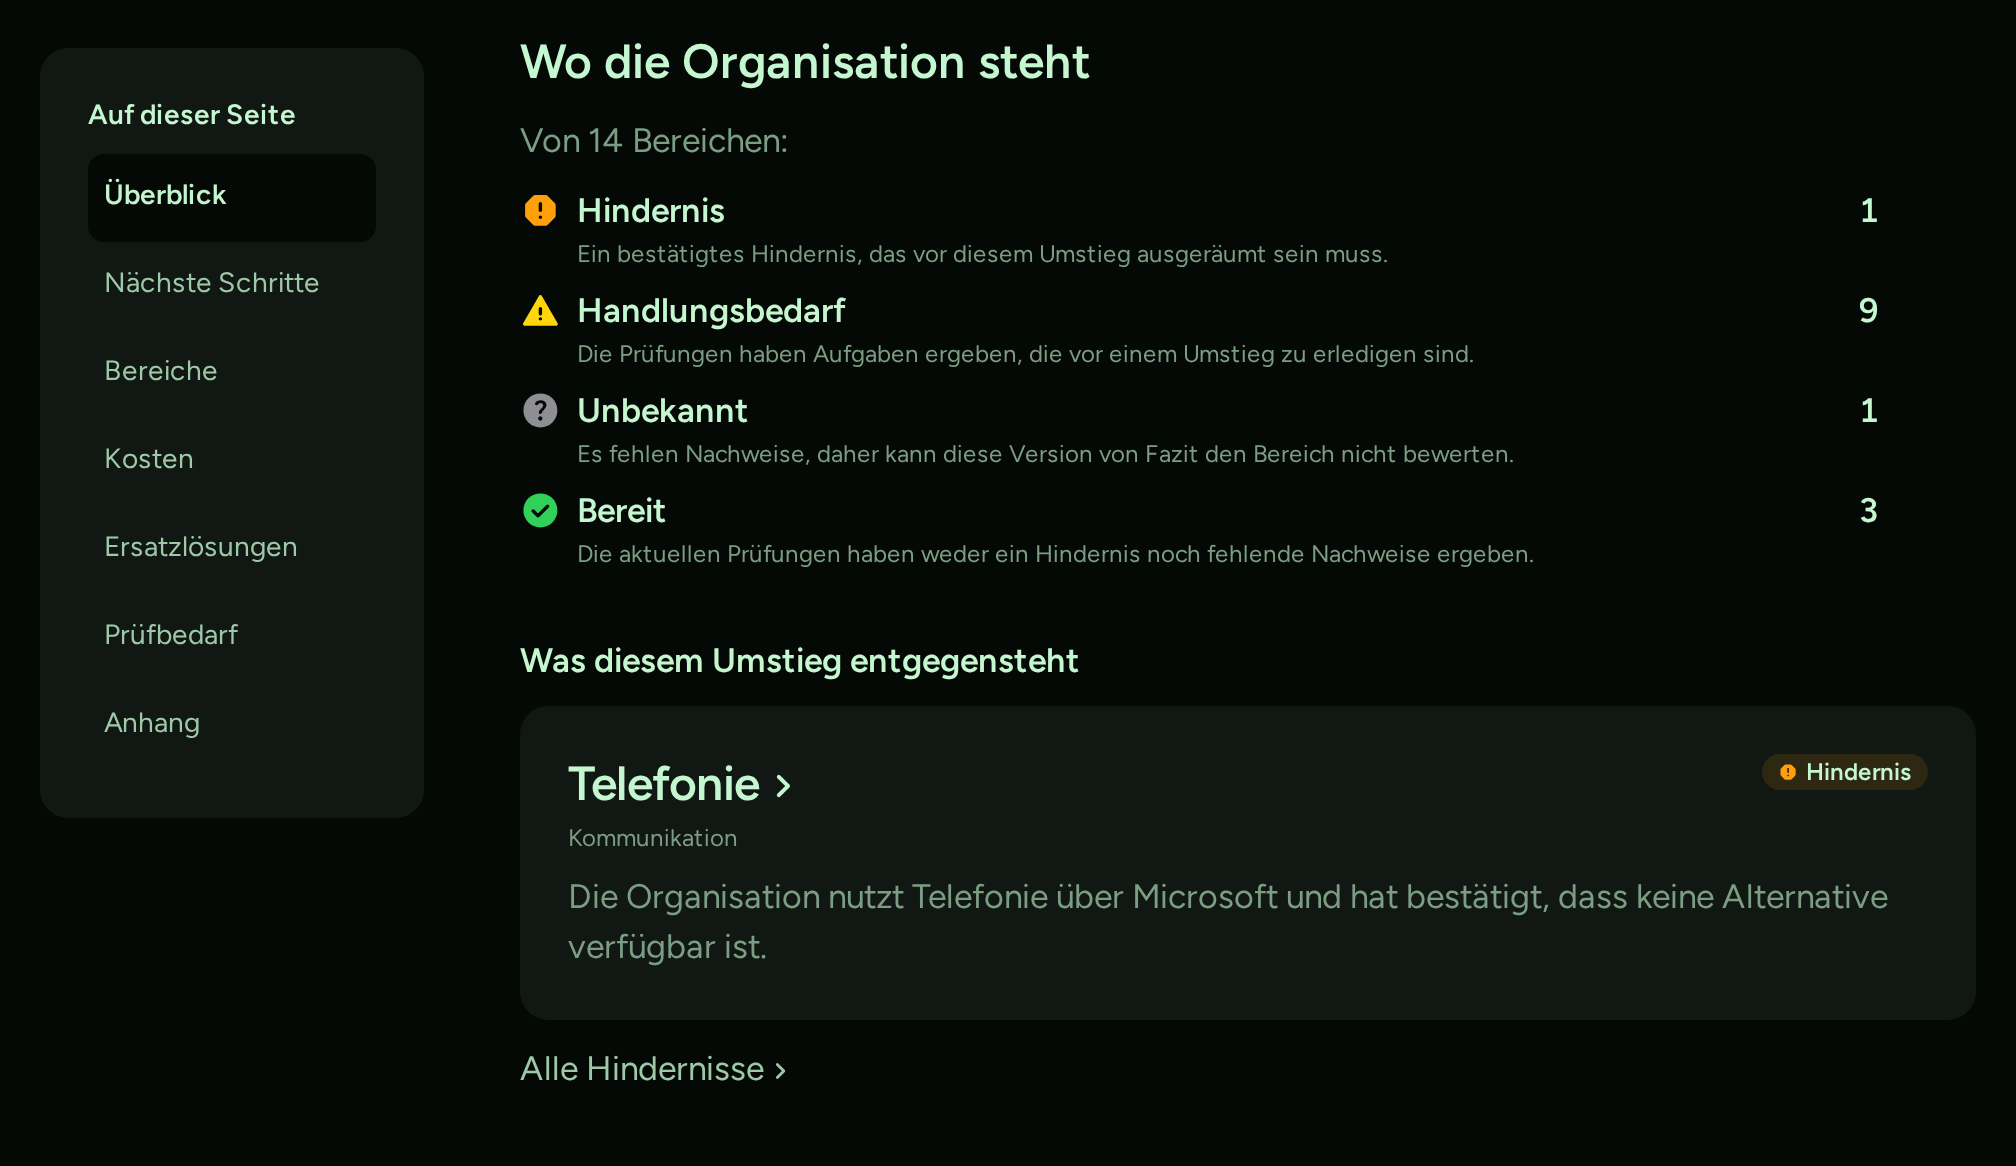 Auf dieser Seite
Überblick
Nächste Schritte
Bereiche
Kosten
Ersatzlösungen
Prüfbedarf
Anhang
Wo die Organisation steht
Von 14 Bereichen:
Hindernis 1
Ein bestätigtes Hindernis, das vor diesem Umstieg ausgeräumt sein muss.
Handlungsbedarf 9
Die Prüfungen haben Aufgaben ergeben, die vor einem Umstieg zu erledigen sind.
Unbekannt 1
Es fehlen Nachweise, daher kann diese Version von Fazit den Bereich nicht bewerten.
Bereit 3
Die aktuellen Prüfungen haben weder ein Hindernis noch fehlende Nachweise ergeben.
Was diesem Umstieg entgegensteht
Telefonie
Hindernis
Kommunikation
Die Organisation nutzt Telefonie über Microsoft und hat bestätigt, dass keine Alternative
verfügbar ist.
Alle Hindernisse